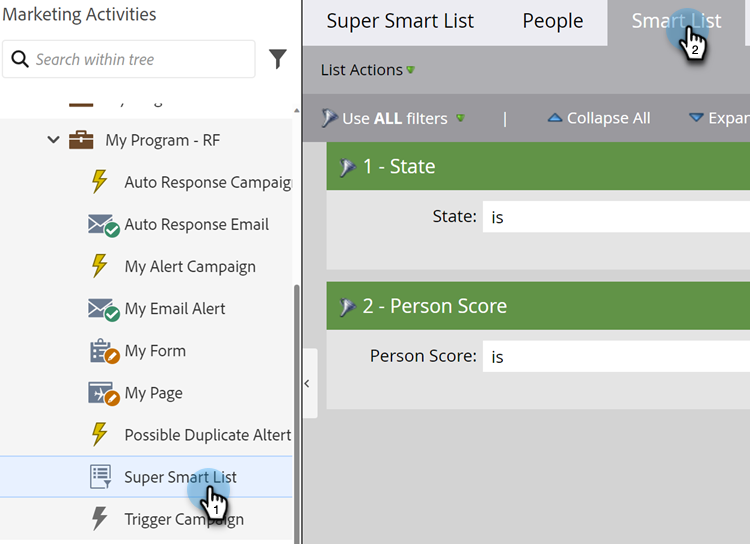 Marketing Activities
Search within tree
My Program - RF
Auto Response Campaig
Auto Response Email
My Alert Campaign
My Email Alert
My Form
My Page
Possible Duplicate Altert
Super Smart List
1
Trigger Campaign
Super Smart List People Smart List
2
List Actions
Use ALL filters | Collapse All Expan
1 - State
State: is
2 - Person Score
Person Score: is